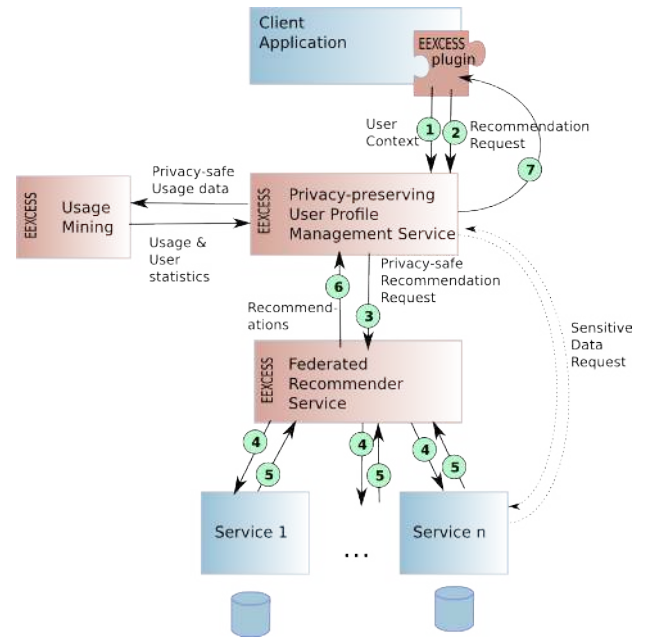 Client
Application
EEXCESS
plugin
User
Context
1
2
Recommendation
Request
7
Privacy-safe
Usage data
EEXCESS
Usage
Mining
EEXCESS
Privacy-preserving
User Profile
Management Service
Usage &
User
statistics
Privacy-safe
Recommendation
Request
6
3
Recommend-
ations
Sensitive
Data
Request
EEXCESS
Federated
Recommender
Service
4
5
4
5
4
5
Service 1
...
Service n